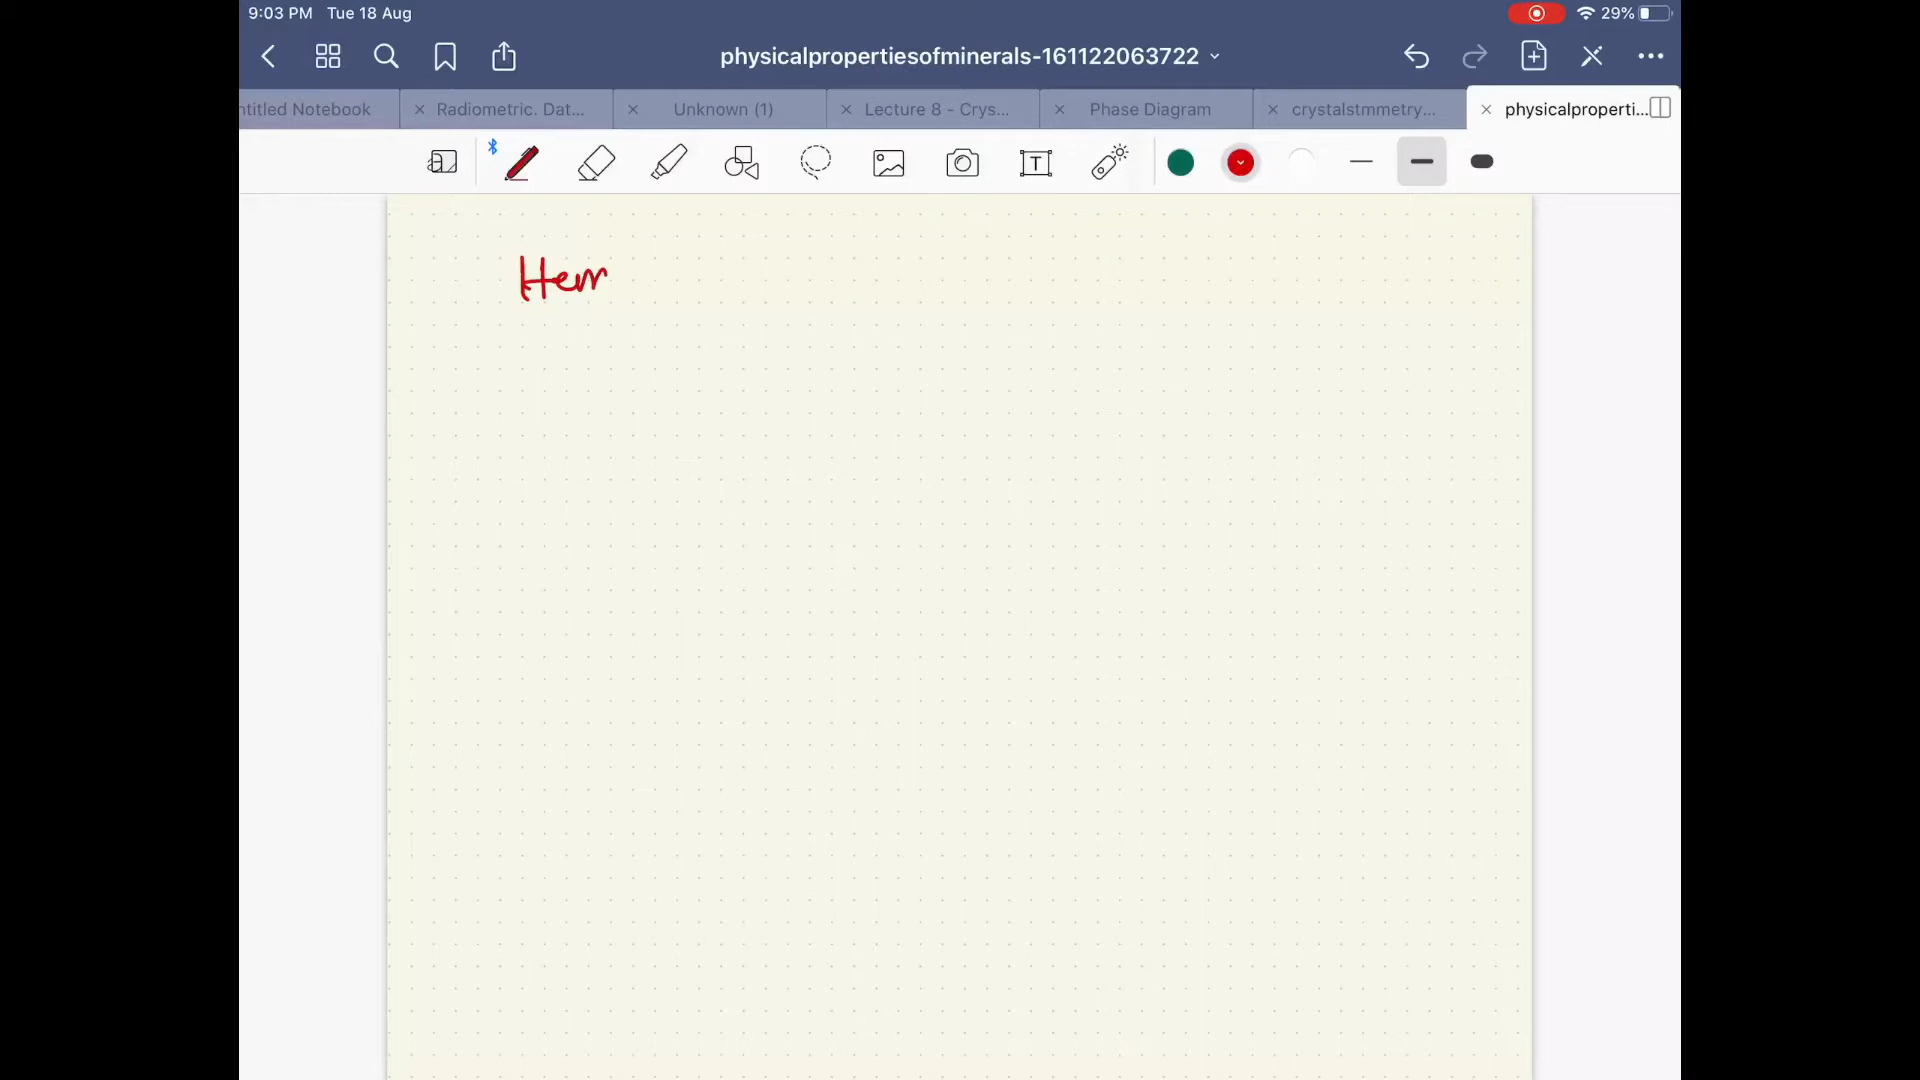 9:03 PM Tue 18 Aug
29%
physicalpropertiesofminerals-161122063722
ntitled Notebook
Radiometric. Dat...
Unknown (1)
Lecture 8 - Crys...
Phase Diagram
crystalstmmetry...
physicalproperti...
T
Hem